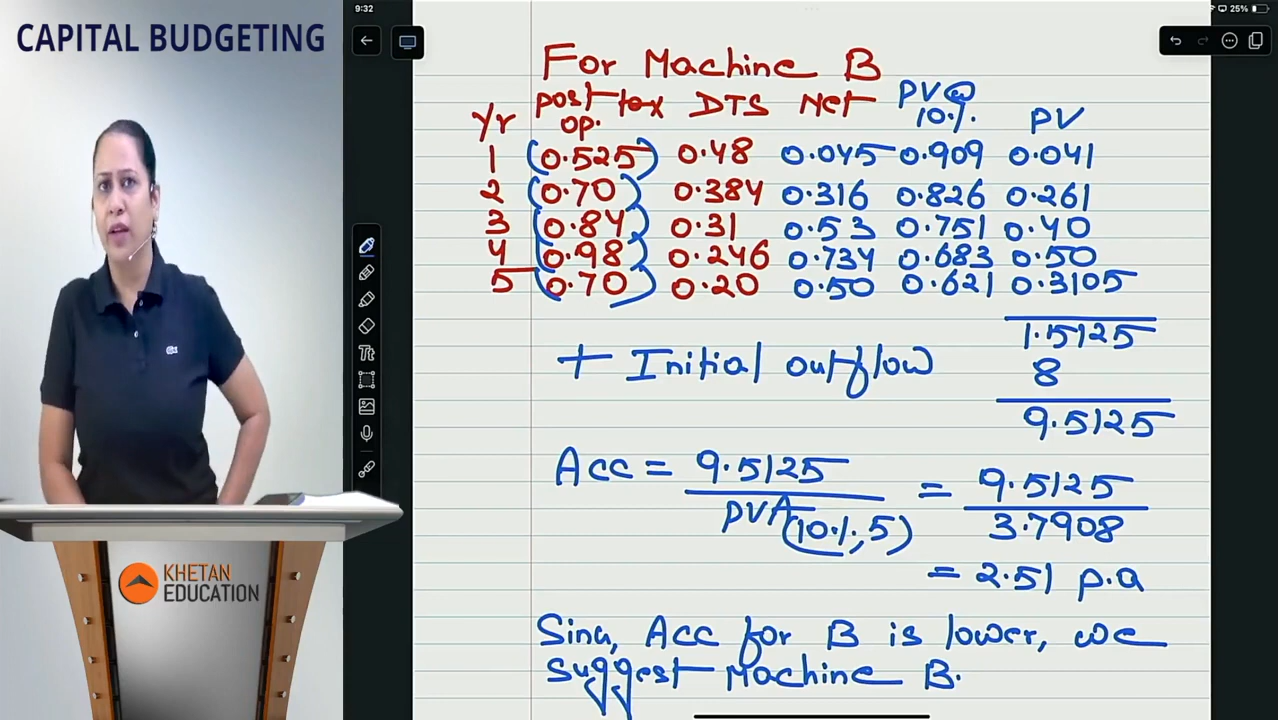 CAPITAL BUDGETING
9:32
25%
For Machine B
Yr post tax op. DTS Net PV@ 10%. PV
1 (0.525) 0.48 0.045 0.909 0.041
2 (0.70) 0.384 0.316 0.826 0.261
3 (0.84) 0.31 0.53 0.751 0.40
4 (0.98) 0.246 0.734 0.683 0.50
5 (0.70) 0.20 0.50 0.621 0.3105
1.5125
+ Initial outflow 8
9.5125
Acc = 9.5125 / PVA(10%,5) = 9.5125 / 3.7908
= 2.51 p.a
Sinu, Acc for B is lower, we
suggest Machine B.
Tt
KHETAN
EDUCATION